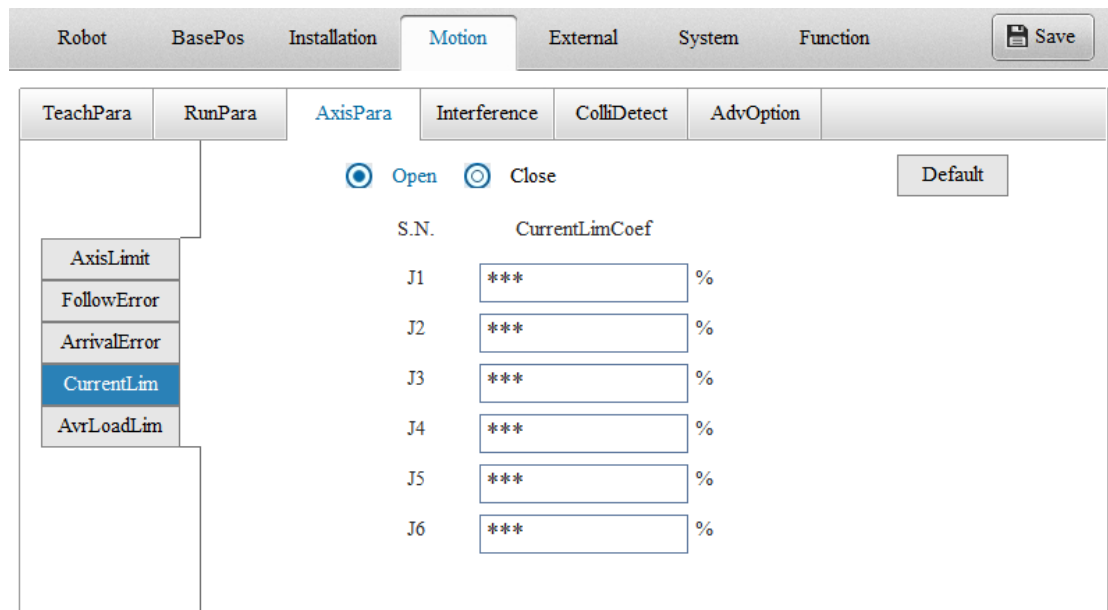 Robot BasePos Installation Motion External System Function Save
TeachPara RunPara AxisPara Interference ColliDetect AdvOption
Open Close Default
S.N. CurrentLimCoef
AxisLimit
FollowError
ArrivalError
CurrentLim
AvrLoadLim
J1 *** %
J2 *** %
J3 *** %
J4 *** %
J5 *** %
J6 *** %